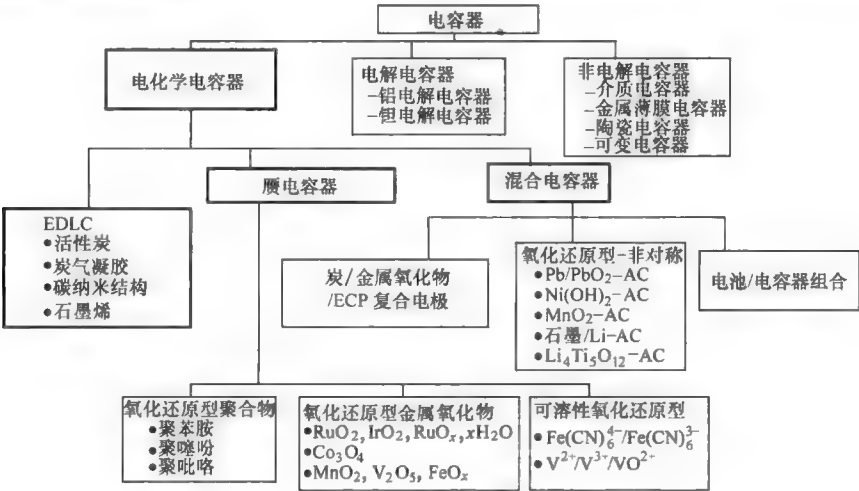 电容器
电化学电容器
电解电容器
–铝电解电容器
–钽电解电容器
非电解电容器
–介质电容器
–金属薄膜电容器
–陶瓷电容器
–可变电容器
赝电容器
混合电容器
EDLC
●活性炭
●炭气凝胶
●碳纳米结构
●石墨烯
炭/金属氧化物
/ECP 复合电极
氧化还原型–非对称
●Pb/PbO₂–AC
●Ni(OH)₂–AC
●MnO₂–AC
●石墨/Li–AC
●Li₄Ti₅O₁₂–AC
电池/电容器组合
氧化还原型聚合物
●聚苯胺
●聚噻吩
●聚吡咯
氧化还原型金属氧化物
●RuO₂, IrO₂, RuOₓ, xH₂O
●Co₃O₄
●MnO₂, V₂O₅, FeOₓ
可溶性氧化还原型
●Fe(CN)₆⁴⁻/Fe(CN)₆³⁻
●V²⁺/V³⁺/VO²⁺